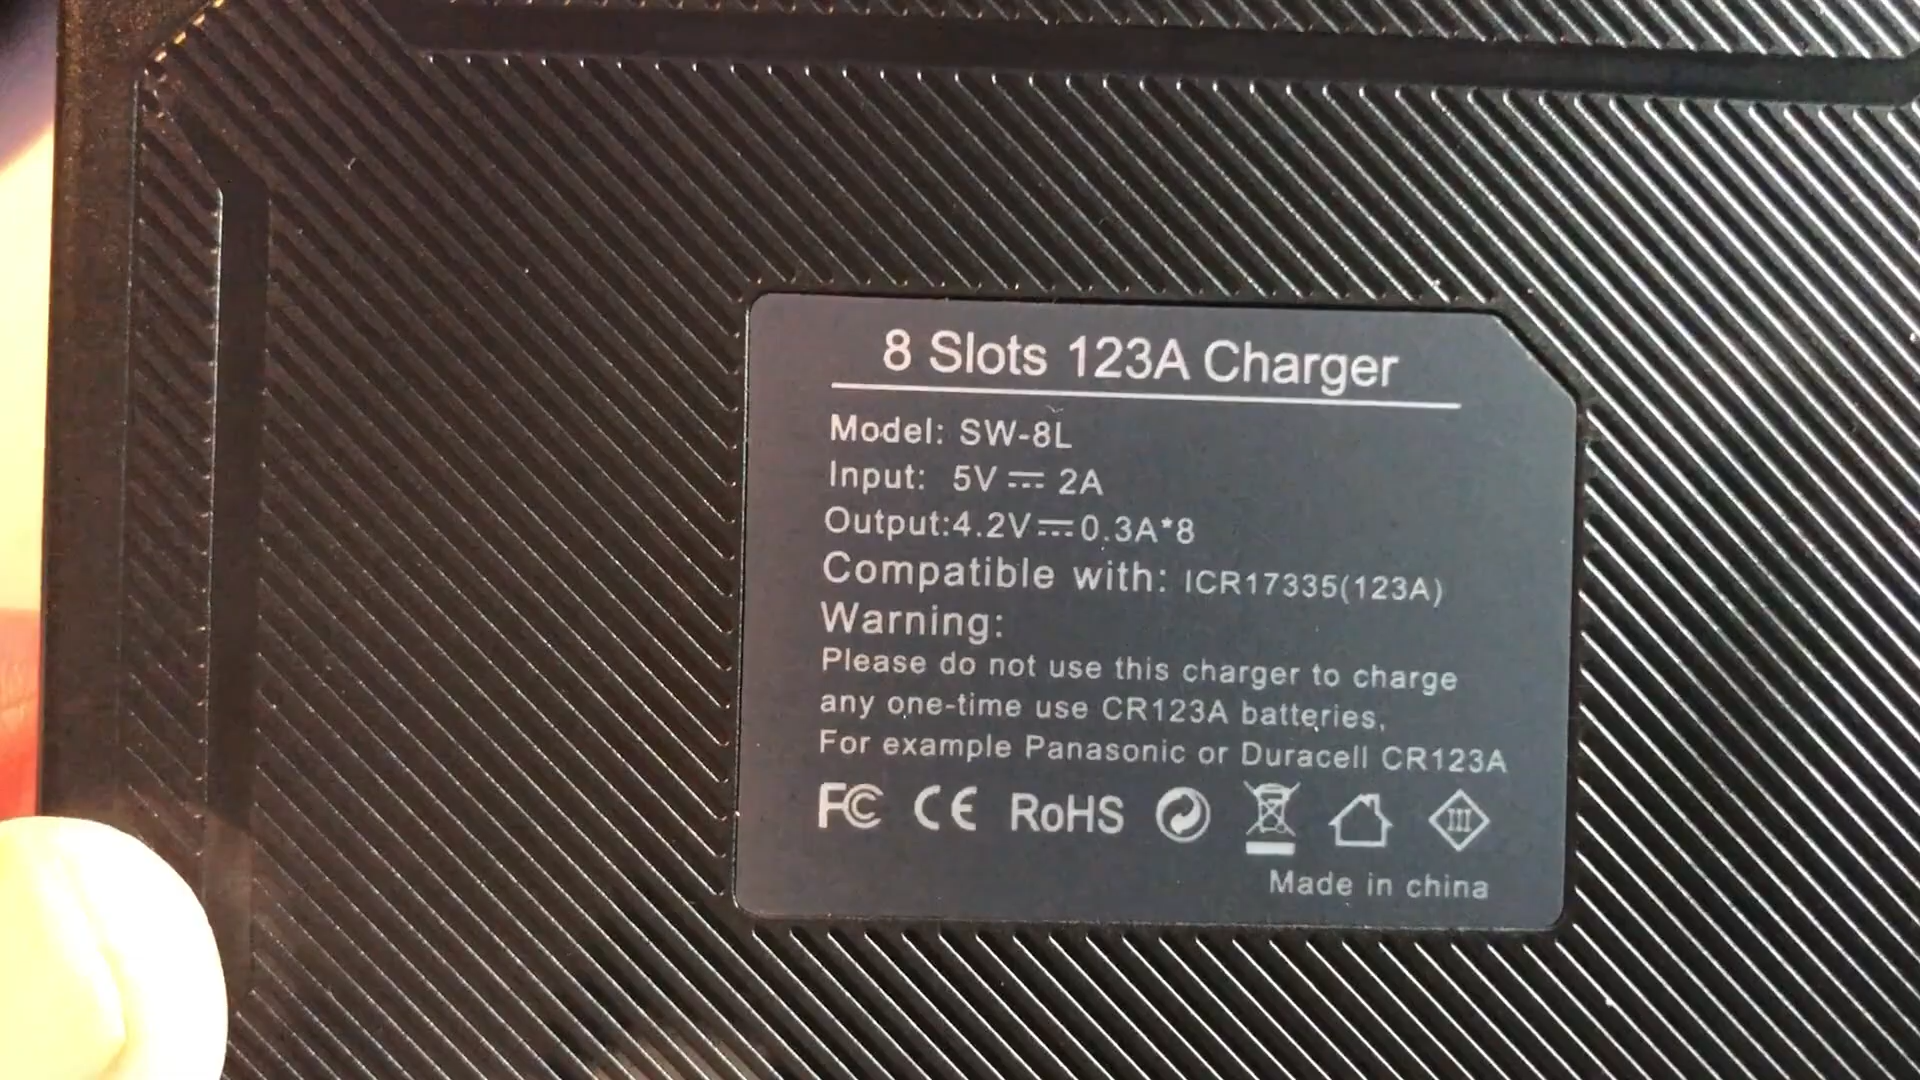 8 Slots 123A Charger
Model: SW-8L
Input: 5V ⎓ 2A
Output:4.2V⎓0.3A*8
Compatible with: ICR17335(123A)
Warning:
Please do not use this charger to charge
any one-time use CR123A batteries,
For example Panasonic or Duracell CR123A
FC CE RoHS III
Made in china